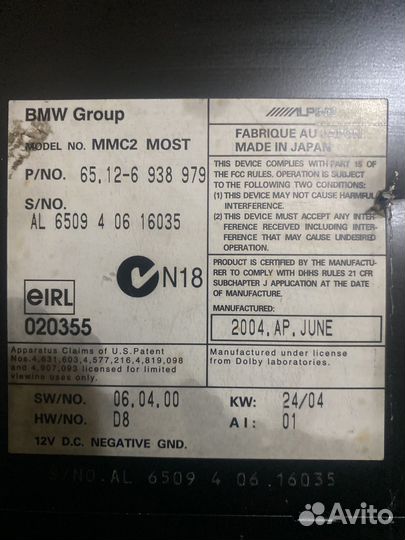 BMW Group
MODEL NO. MMC2 MOST
P/NO. 65.12-6 938 979
S/NO.
AL 6509 4 06 16035
N18
eIRL
020355
Apparatus Claims of U.S. Patent
Nos. 4,631,603, 4,577,216, 4,819,098
and 4,907,093 licensed for limited
viewing uses only.
ALPINE
FABRIQUE AU JAPON
MADE IN JAPAN
THIS DEVICE COMPLIES WITH PART 15 OF
THE FCC RULES. OPERATION IS SUBJECT
TO THE FOLLOWING TWO CONDITIONS:
(1) THIS DEVICE MAY NOT CAUSE HARMFUL
INTERFERENCE.
(2) THIS DEVICE MUST ACCEPT ANY INTER-
FERENCE RECEIVED INCLUDING INTER-
FERENCE THAT MAY CAUSE UNDESIRED
OPERATION.
PRODUCT IS CERTIFIED BY THE MANUFACTU-
RER TO COMPLY WITH DHHS RULES 21 CFR
SUBCHAPTER J APPLICATION AT THE DATE
OF MANUFACTURE.
MANUFACTURED:
2004, AP, JUNE
Manufactured under license
from Dolby laboratories.
SW/NO. 06,04,00 KW: 24/04
HW/NO. D8 AI: 01
12V D.C. NEGATIVE GND.
S/NO. AL 6509 4 06 16035
Avito